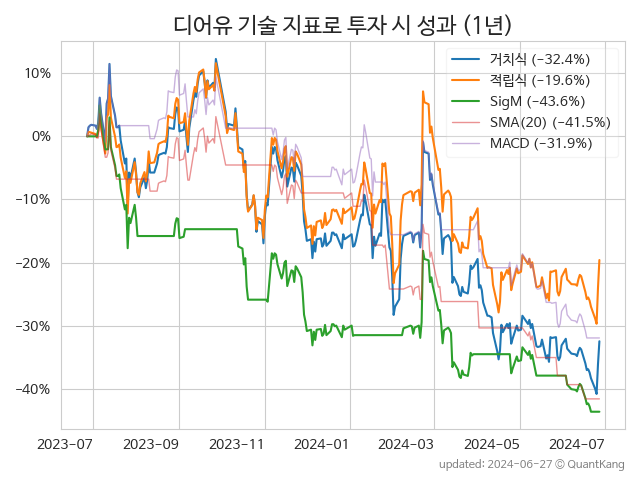 디어유 기술 지표로 투자 시 성과 (1년)
거치식 (−32.4%)
적립식 (−19.6%)
SigM (−43.6%)
SMA(20) (−41.5%)
MACD (−31.9%)
10%
0%
−10%
−20%
−30%
−40%
2023-07 2023-09 2023-11 2024-01 2024-03 2024-05 2024-07
updated: 2024-06-27 © QuantKang